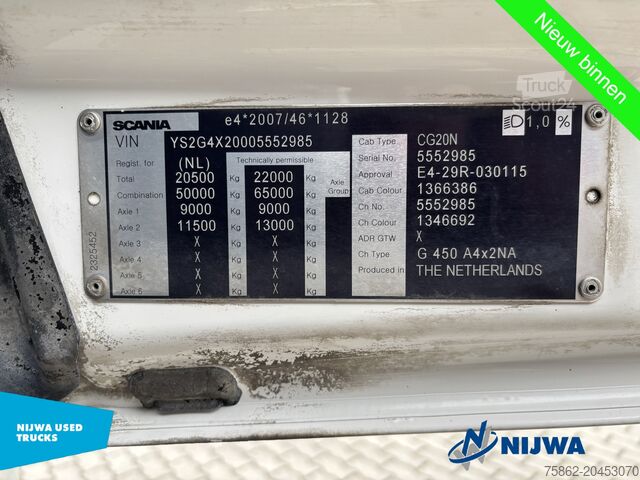 Nieuw binnen
Truck
Scout24
SCANIA
e4*2007/46*1128
1,0%
VIN YS2G4X20005552985
Regist. for (NL) Technically permissible
Total 20500 Kg 22000 Kg Axle Group
Combination 50000 Kg 65000 Kg
Axle 1 9000 Kg 9000 Kg
Axle 2 11500 Kg 13000 Kg
Axle 3 X Kg X Kg
Axle 4 X Kg X Kg
Axle 5 X Kg X Kg
Axle 6 X Kg X Kg
Cab Type CG20N
Serial No. 5552985
Approval E4-29R-030115
Cab Colour 1366386
Ch No. 5552985
Ch Colour 1346692
ADR GTW X
Ch Type G 450 A4x2NA
Produced in THE NETHERLANDS
2325452
NIJWA USED
TRUCKS
NIJWA
75862-20453070